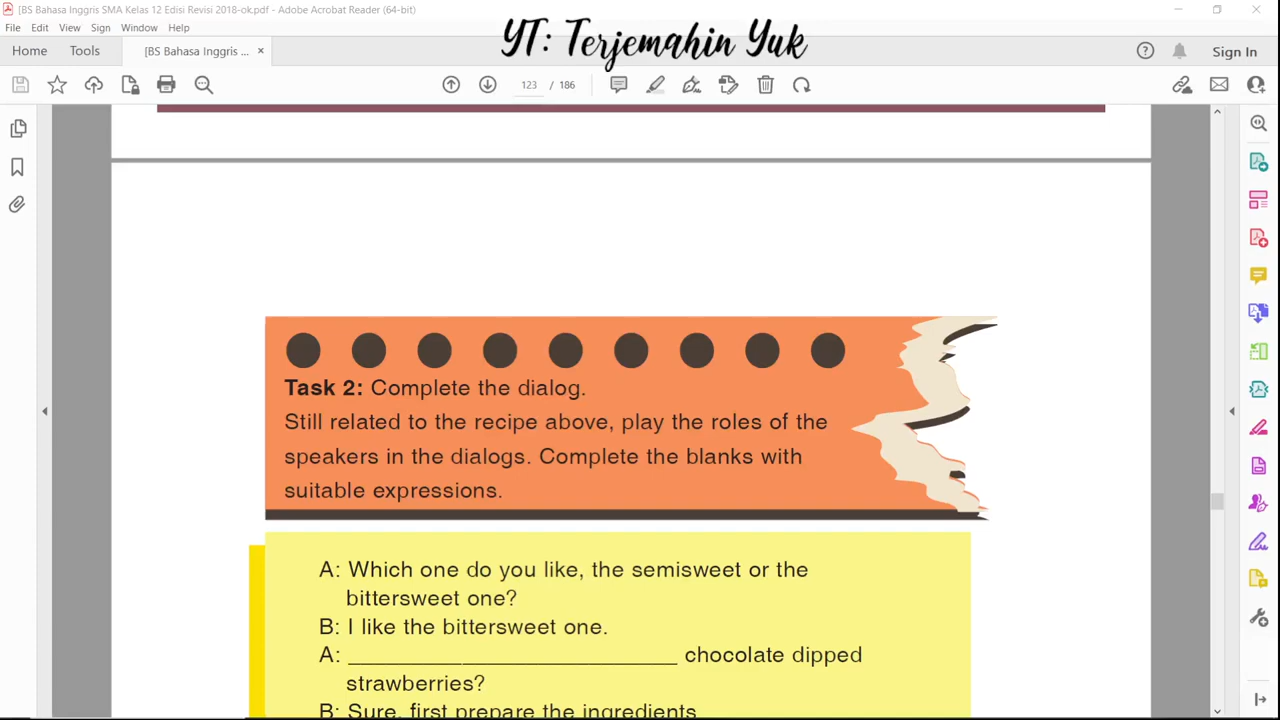 [BS Bahasa Inggris SMA Kelas 12 Edisi Revisi 2018-ok.pdf - Adobe Acrobat Reader (64-bit)
File Edit View Sign Window Help
YT: Terjemahin Yuk
Home Tools [BS Bahasa Inggris ... Sign In
123 / 186
Task 2: Complete the dialog.
Still related to the recipe above, play the roles of the
speakers in the dialogs. Complete the blanks with
suitable expressions.
A: Which one do you like, the semisweet or the
bittersweet one?
B: I like the bittersweet one.
A: ____________________________ chocolate dipped
strawberries?
B: Sure, first prepare the ingredients